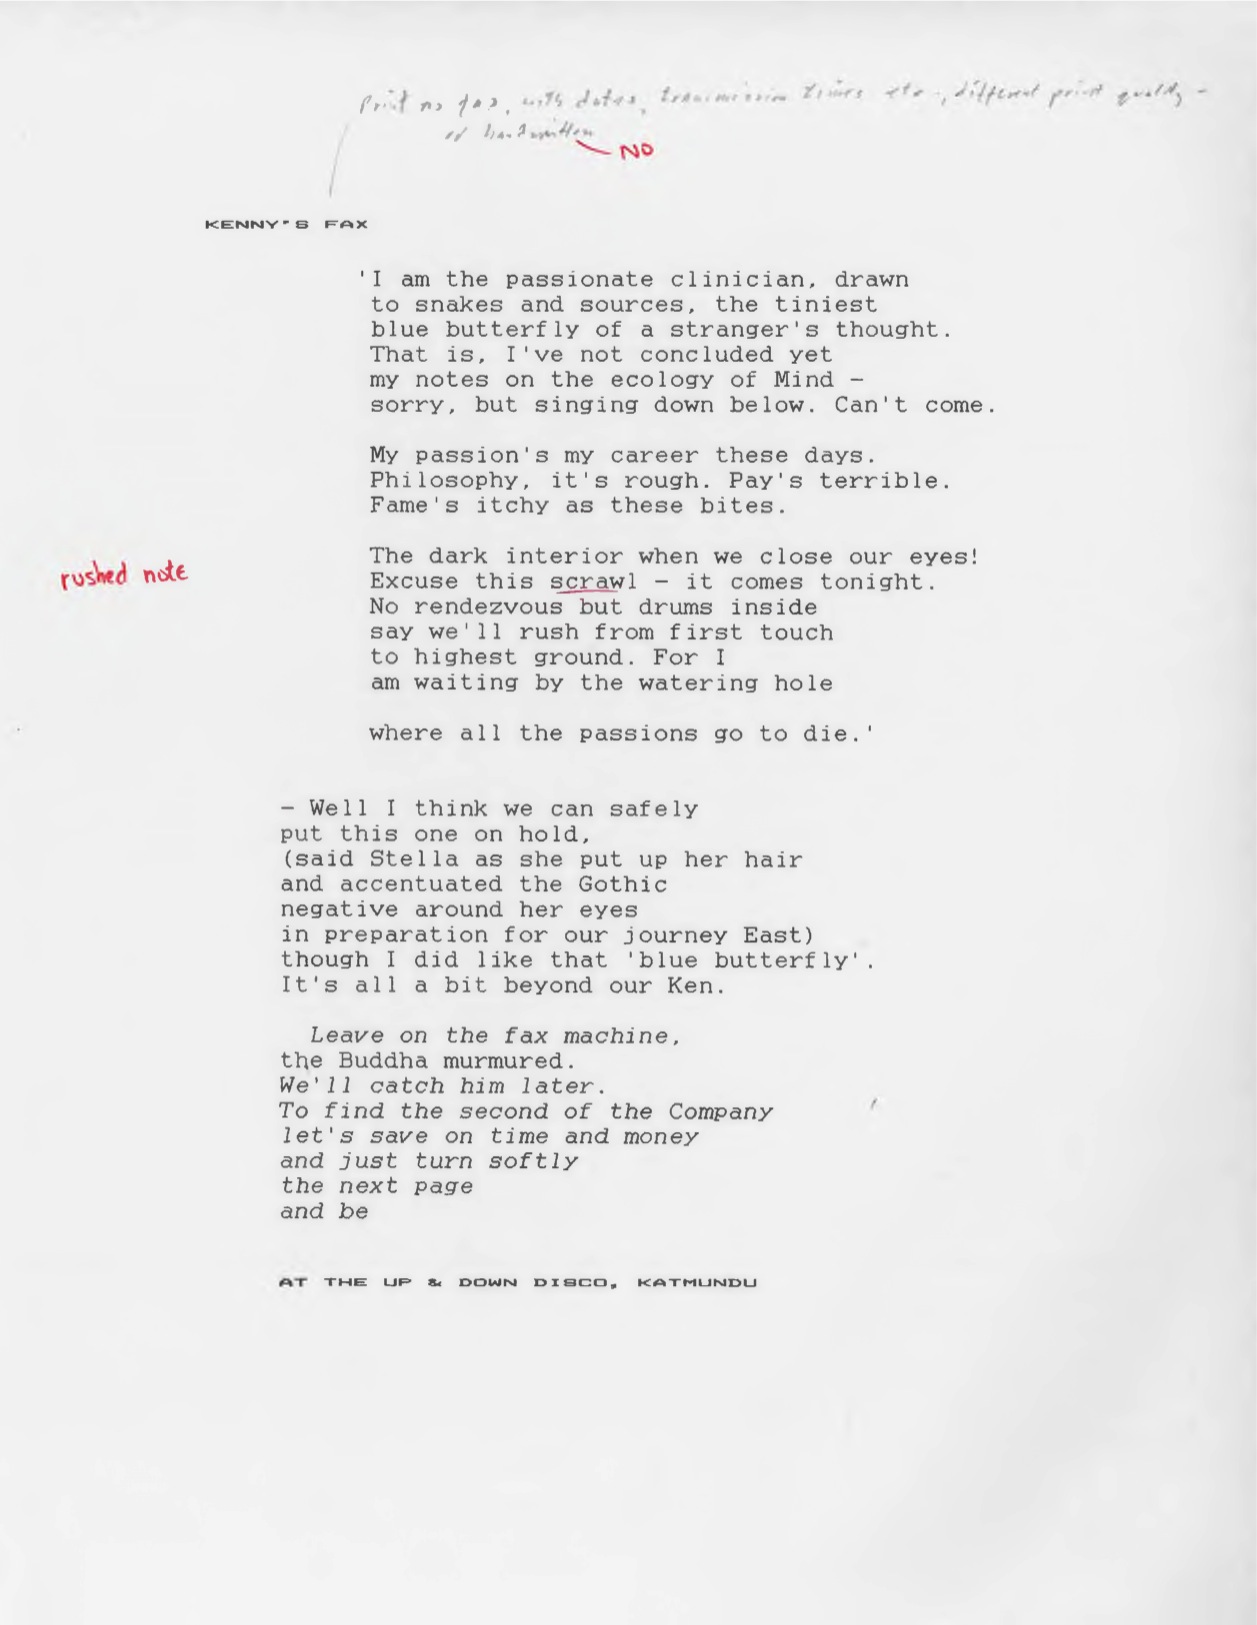 Print as fax, with dates, transmission times etc., different print quality -
or handwritten
NO
KENNY'S FAX
'I am the passionate clinician, drawn
to snakes and sources, the tiniest
blue butterfly of a stranger's thought.
That is, I've not concluded yet
my notes on the ecology of Mind —
sorry, but singing down below. Can't come.
My passion's my career these days.
Philosophy, it's rough. Pay's terrible.
Fame's itchy as these bites.
The dark interior when we close our eyes!
rushed note
Excuse this scrawl — it comes tonight.
No rendezvous but drums inside
say we'll rush from first touch
to highest ground. For I
am waiting by the watering hole
where all the passions go to die.'
— Well I think we can safely
put this one on hold,
(said Stella as she put up her hair
and accentuated the Gothic
negative around her eyes
in preparation for our journey East)
though I did like that 'blue butterfly'.
It's all a bit beyond our Ken.
Leave on the fax machine,
the Buddha murmured.
We'll catch him later.
To find the second of the Company
let's save on time and money
and just turn softly
the next page
and be
AT THE UP & DOWN DISCO, KATMUNDU